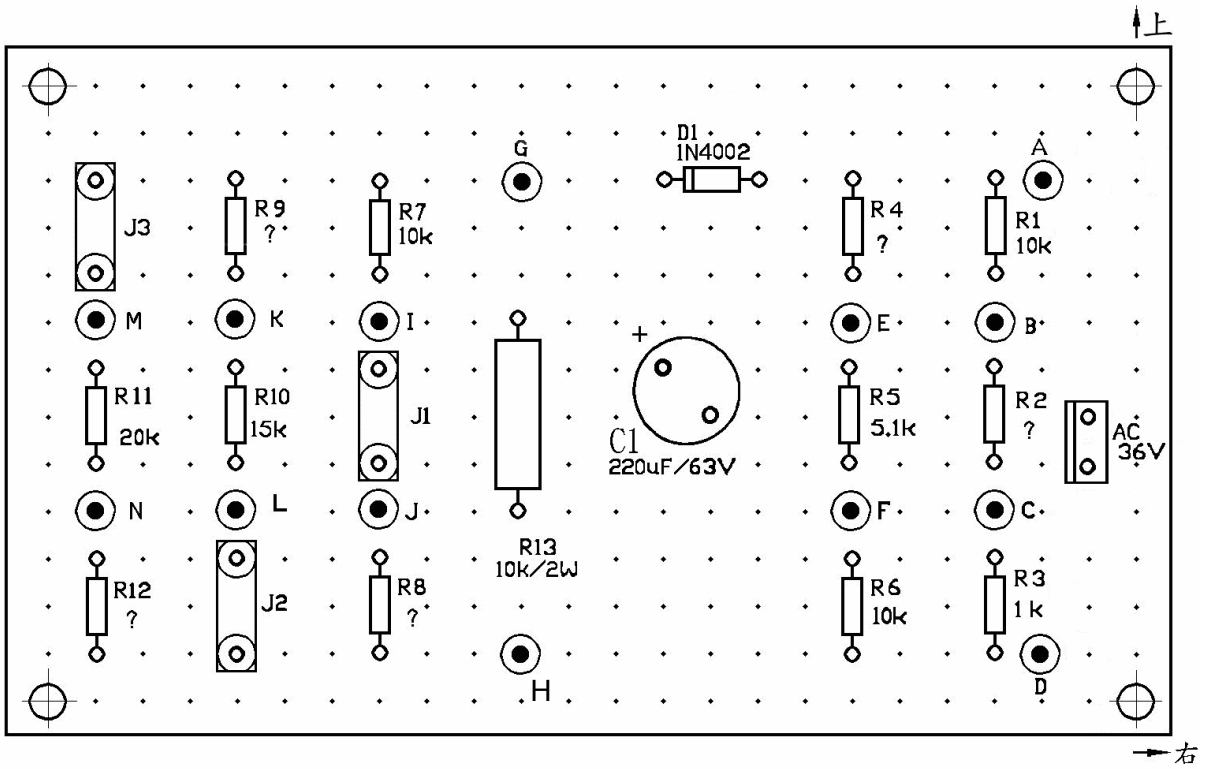 上
D1
1N4002
G
A
J3
R9
?
R7
10k
R4
?
R1
10k
M
K
I
E
B
+
R11
20k
R10
15k
J1
C1
220uF/63V
R5
5.1k
R2
?
AC
36V
N
L
J
F
C
R13
10k/2W
R12
?
J2
R8
?
R6
10k
R3
1k
H
D
右